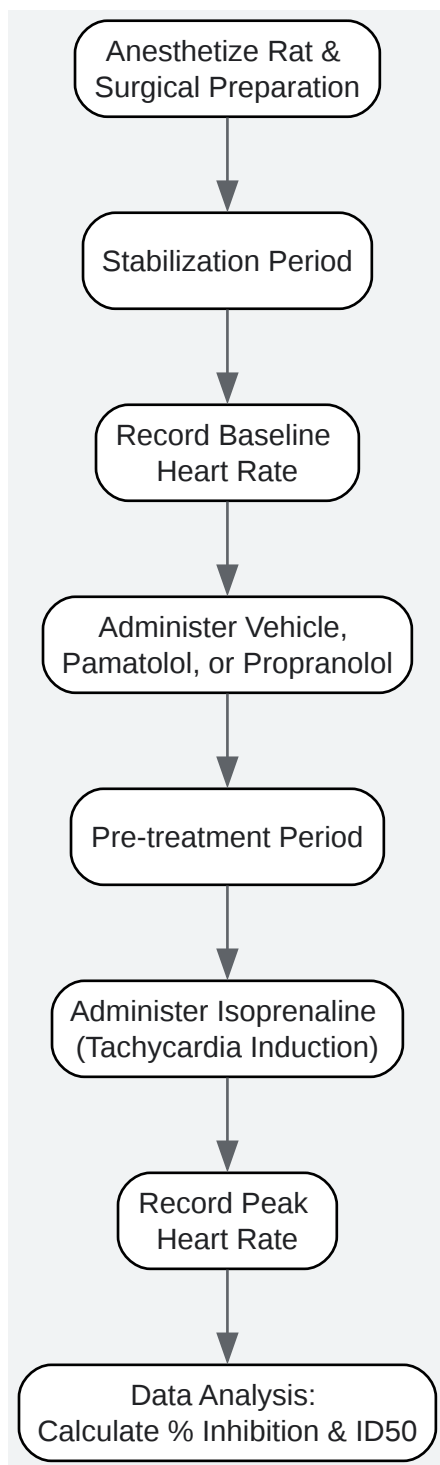 Anesthetize Rat &
Surgical Preparation
Stabilization Period
Record Baseline
Heart Rate
Administer Vehicle,
Pamatolol, or Propranolol
Pre-treatment Period
Administer Isoprenaline
(Tachycardia Induction)
Record Peak
Heart Rate
Data Analysis:
Calculate % Inhibition & ID50